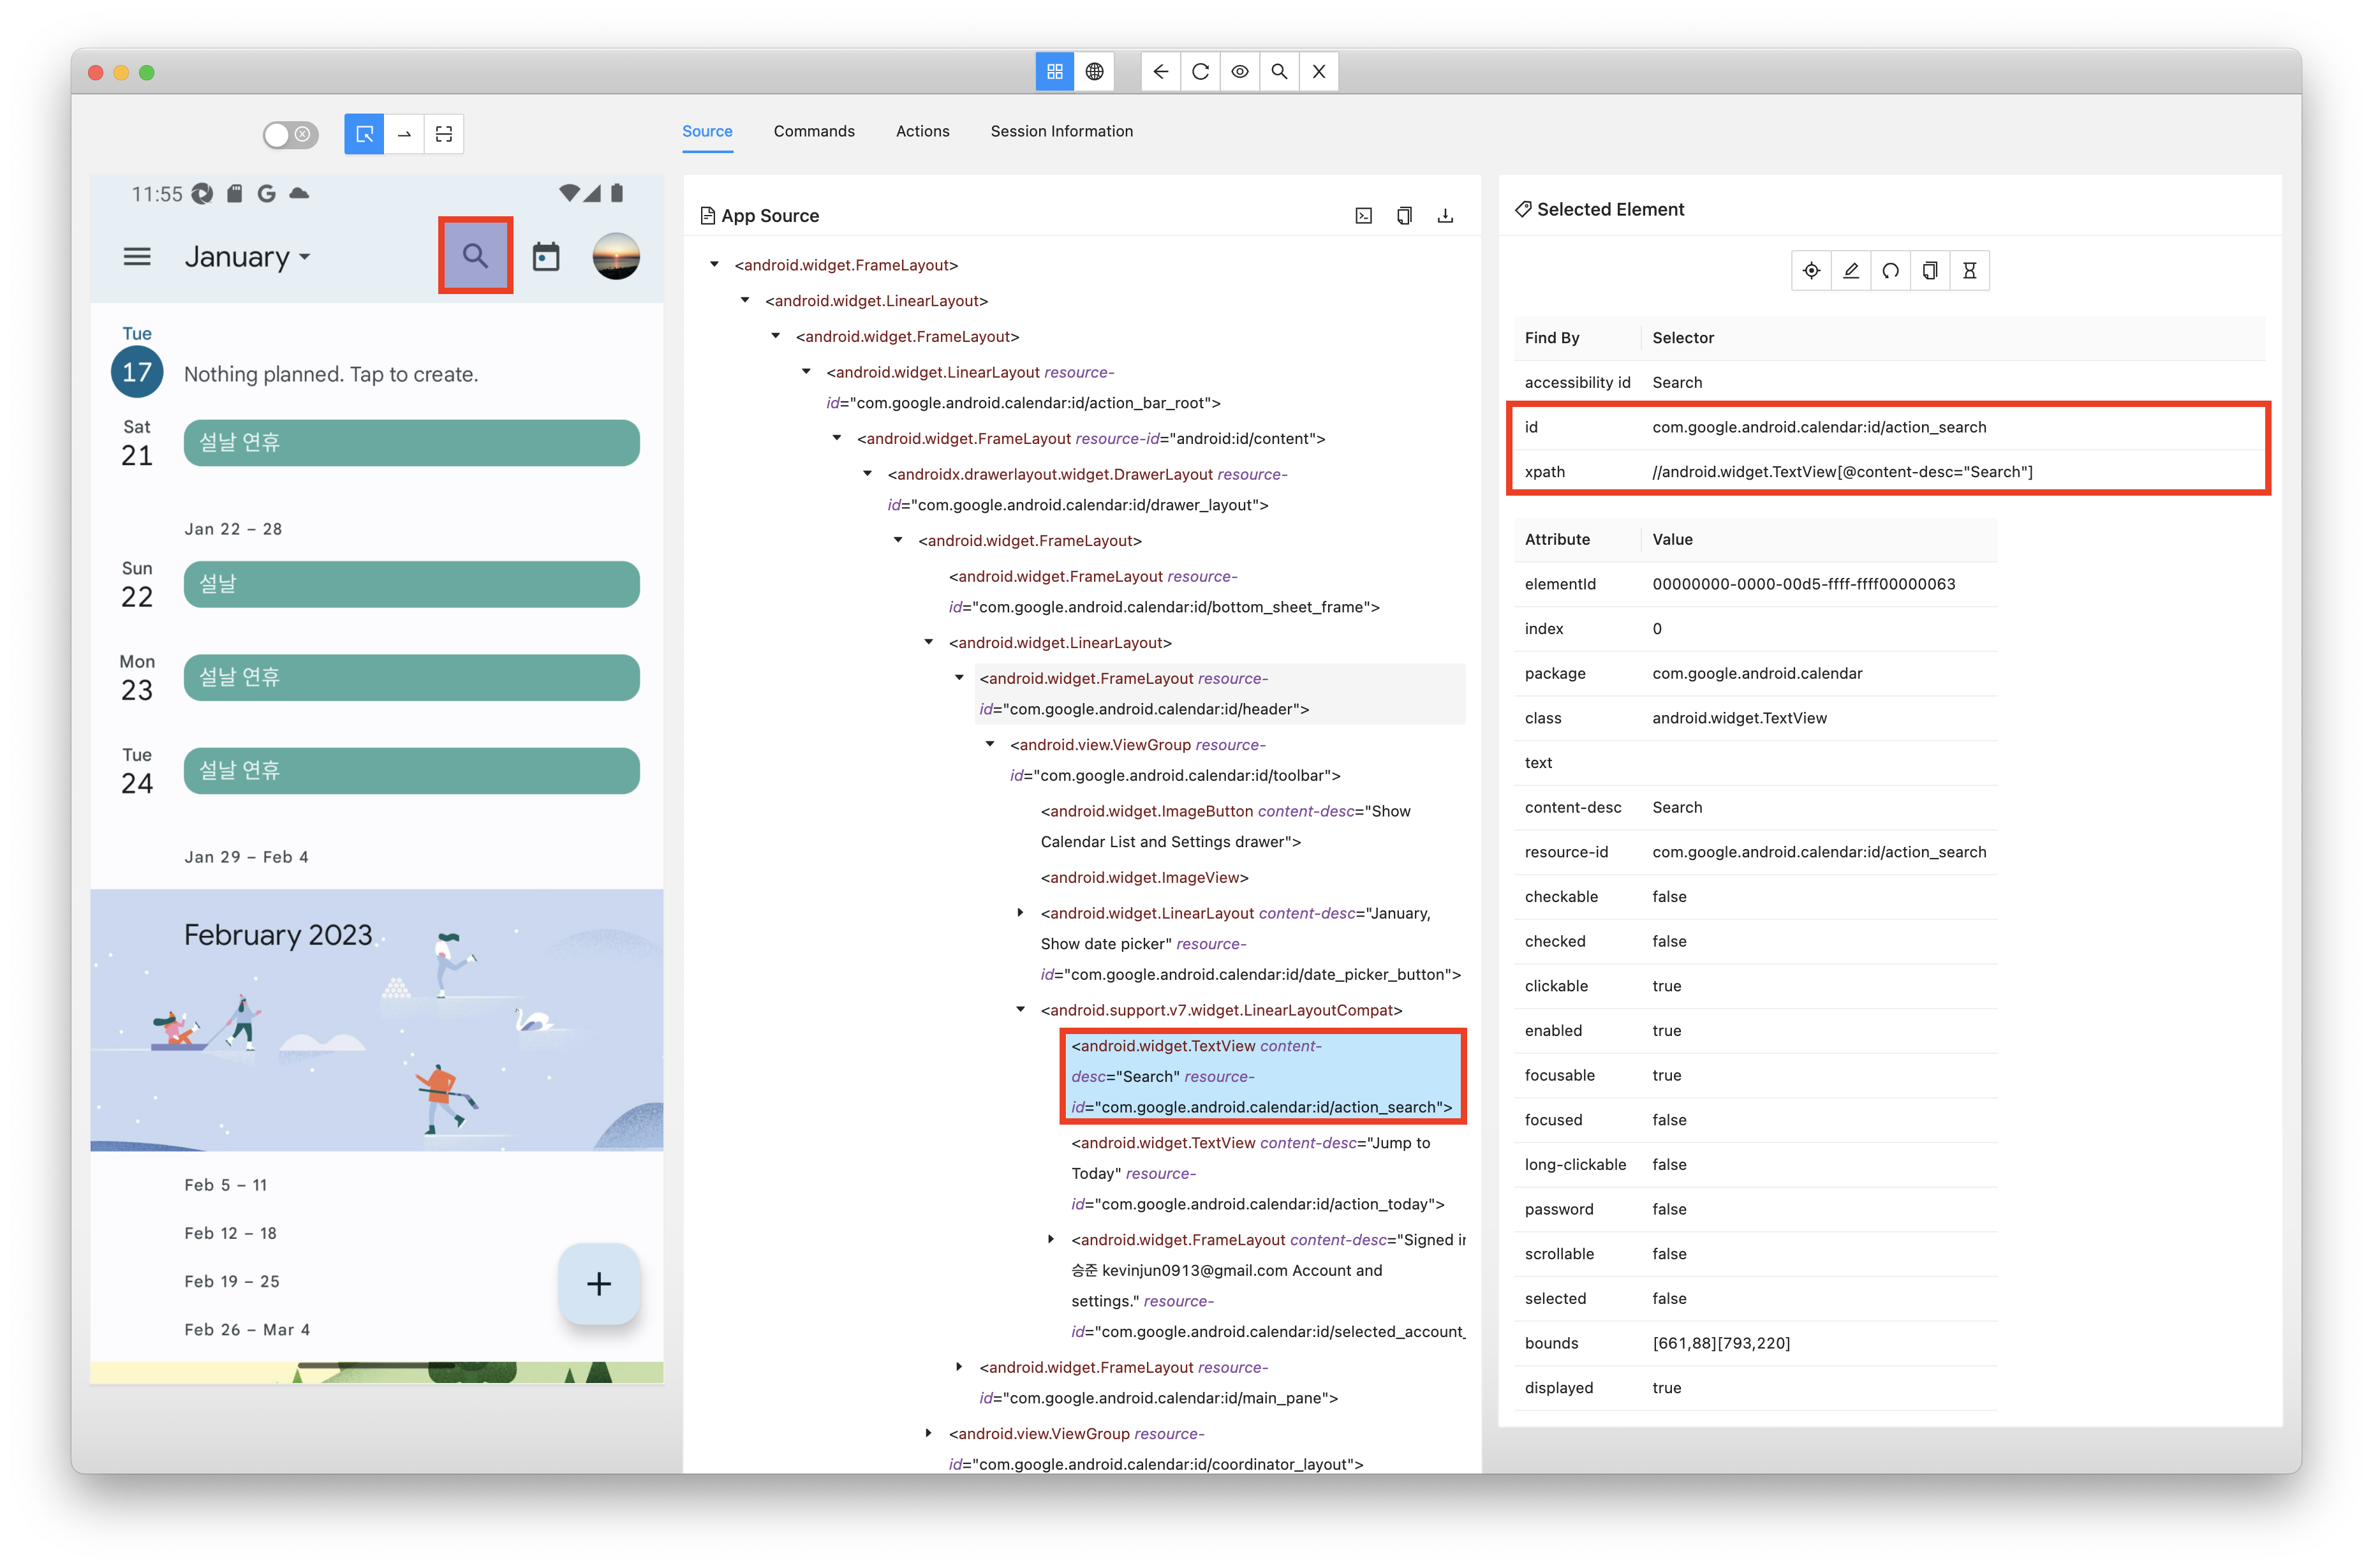 Source Commands Actions Session Information
11:55
January
Tue
17
Nothing planned. Tap to create.
Sat
21
설날 연휴
Jan 22 – 28
Sun
22
설날
Mon
23
설날 연휴
Tue
24
설날 연휴
Jan 29 – Feb 4
February 2023
Feb 5 – 11
Feb 12 – 18
Feb 19 – 25
Feb 26 – Mar 4
App Source
<android.widget.FrameLayout>
<android.widget.LinearLayout>
<android.widget.FrameLayout>
<android.widget.LinearLayout resource-
id="com.google.android.calendar:id/action_bar_root">
<android.widget.FrameLayout resource-id="android:id/content">
<androidx.drawerlayout.widget.DrawerLayout resource-
id="com.google.android.calendar:id/drawer_layout">
<android.widget.FrameLayout>
<android.widget.FrameLayout resource-
id="com.google.android.calendar:id/bottom_sheet_frame">
<android.widget.LinearLayout>
<android.widget.FrameLayout resource-
id="com.google.android.calendar:id/header">
<android.view.ViewGroup resource-
id="com.google.android.calendar:id/toolbar">
<android.widget.ImageButton content-desc="Show
Calendar List and Settings drawer">
<android.widget.ImageView>
<android.widget.LinearLayout content-desc="January,
Show date picker" resource-
id="com.google.android.calendar:id/date_picker_button">
<android.support.v7.widget.LinearLayoutCompat>
<android.widget.TextView content-
desc="Search" resource-
id="com.google.android.calendar:id/action_search">
<android.widget.TextView content-desc="Jump to
Today" resource-
id="com.google.android.calendar:id/action_today">
<android.widget.FrameLayout content-desc="Signed in
승준 kevinjun0913@gmail.com Account and
settings." resource-
id="com.google.android.calendar:id/selected_account_
<android.widget.FrameLayout resource-
id="com.google.android.calendar:id/main_pane">
<android.view.ViewGroup resource-
id="com.google.android.calendar:id/coordinator_layout">
Selected Element
Find By Selector
accessibility id Search
id com.google.android.calendar:id/action_search
xpath //android.widget.TextView[@content-desc="Search"]
Attribute Value
elementId 00000000-0000-00d5-ffff-ffff00000063
index 0
package com.google.android.calendar
class android.widget.TextView
text
content-desc Search
resource-id com.google.android.calendar:id/action_search
checkable false
checked false
clickable true
enabled true
focusable true
focused false
long-clickable false
password false
scrollable false
selected false
bounds [661,88][793,220]
displayed true